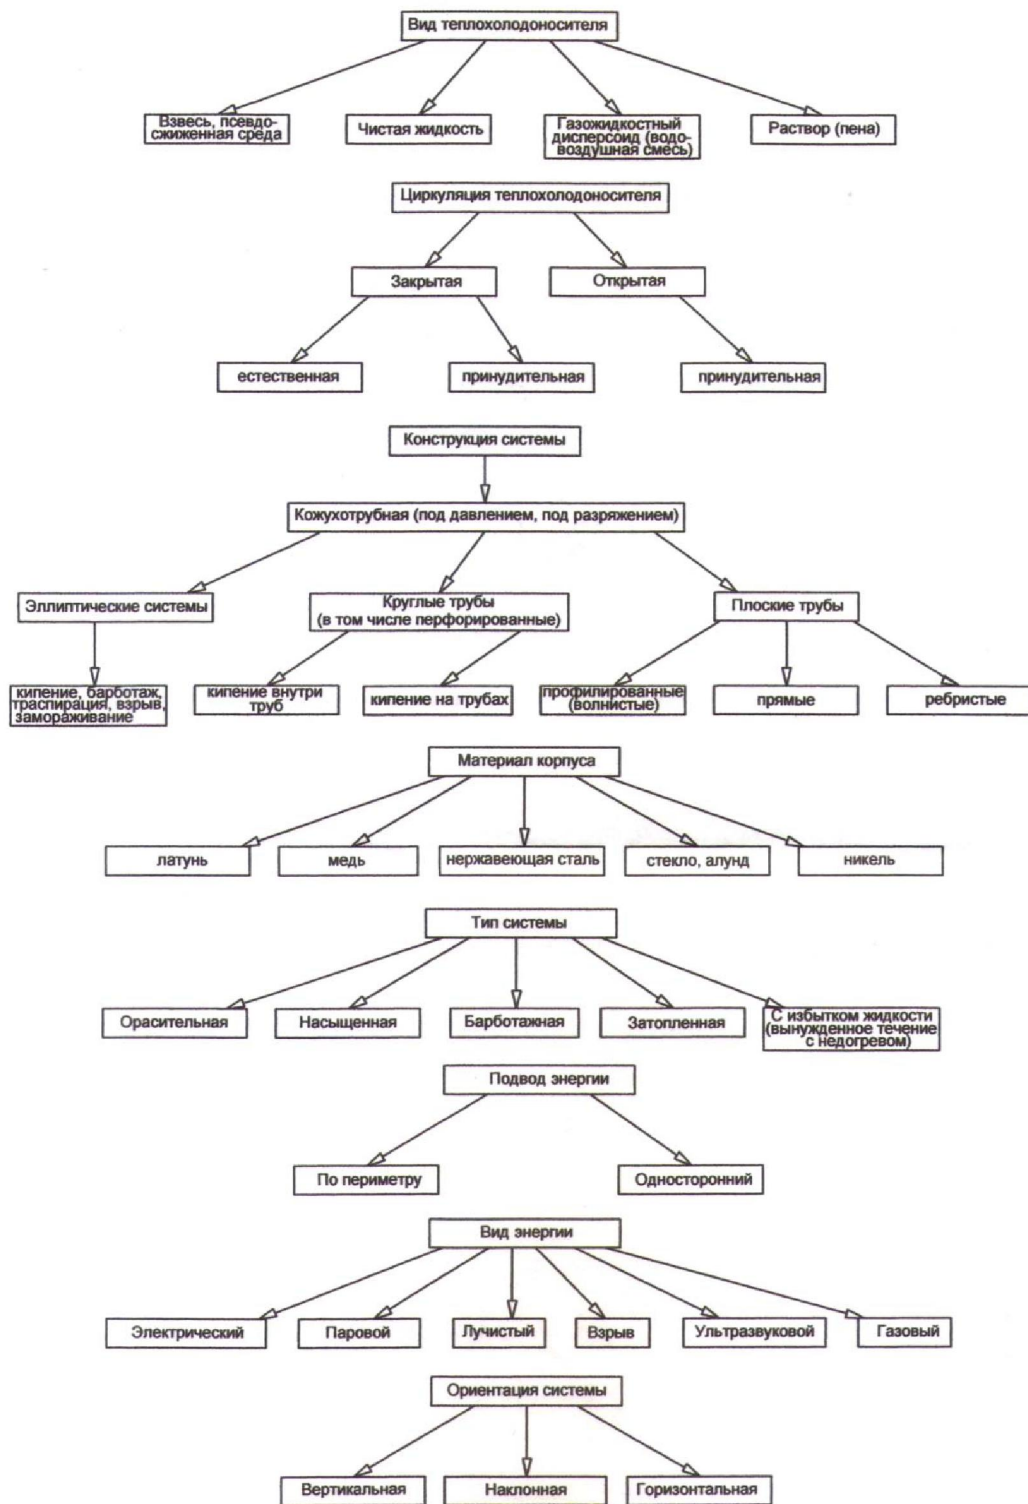 Вид теплохолодоносителя
Взвесь, псевдо-
сжиженная среда
Чистая жидкость
Газожидкостный
дисперсоид (водо-
воздушная смесь)
Раствор (пена)
Циркуляция теплохолодоносителя
Закрытая
Открытая
естественная
принудительная
принудительная
Конструкция системы
Кожухотрубная (под давлением, под разряжением)
Эллиптические системы
Круглые трубы
(в том числе перфорированные)
Плоские трубы
кипение, барботаж,
траспирация, взрыв,
замораживание
кипение внутри
труб
кипение на трубах
профилированные
(волнистые)
прямые
ребристые
Материал корпуса
латунь
медь
нержавеющая сталь
стекло, алунд
никель
Тип системы
Орасительная
Насыщенная
Барботажная
Затопленная
С избытком жидкости
(вынужденное течение
с недогревом)
Подвод энергии
По периметру
Односторонний
Вид энергии
Электрический
Паровой
Лучистый
Взрыв
Ультразвуковой
Газовый
Ориентация системы
Вертикальная
Наклонная
Горизонтальная